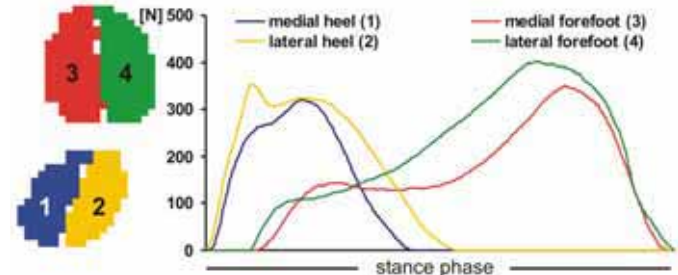 [N] 500
400
300
200
100
0
medial heel (1)
lateral heel (2)
medial forefoot (3)
lateral forefoot (4)
3 4
1 2
stance phase